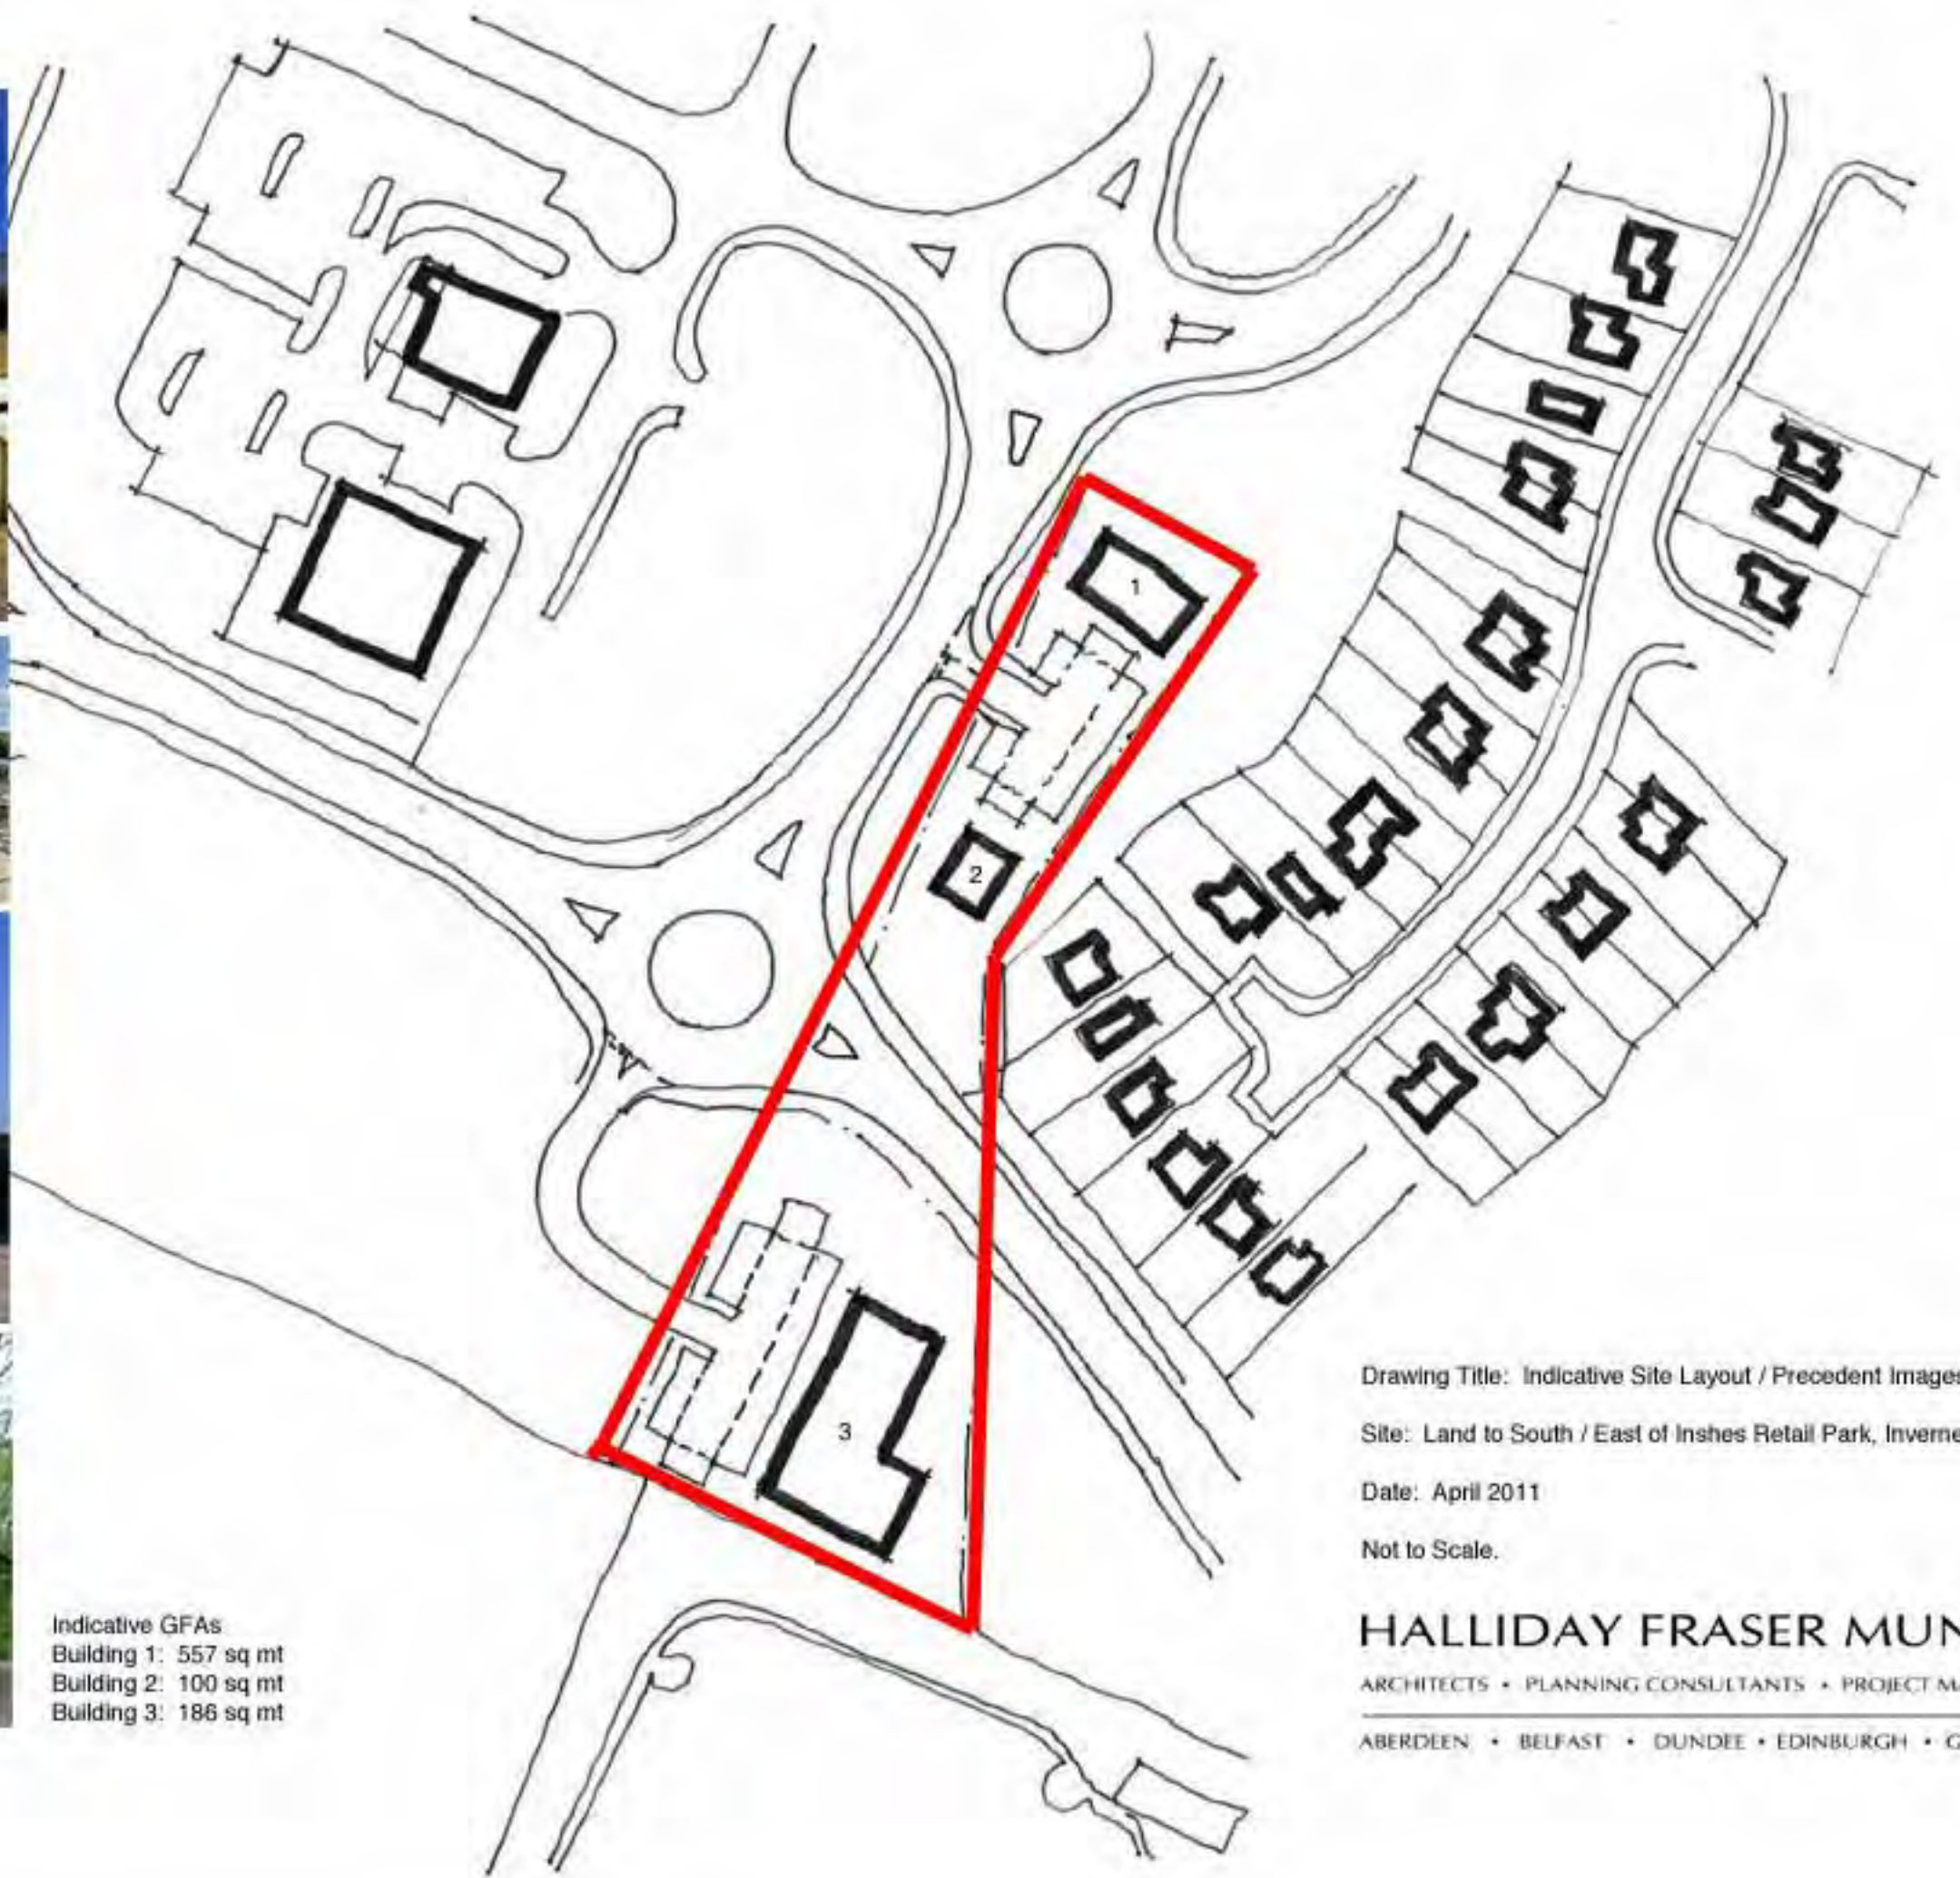 1
2
3
Indicative GFAs
Building 1: 557 sq mt
Building 2: 100 sq mt
Building 3: 186 sq mt
Drawing Title: Indicative Site Layout / Precedent Images
Site: Land to South / East of Inshes Retail Park, Inverne
Date: April 2011
Not to Scale.
HALLIDAY FRASER MUN
ARCHITECTS • PLANNING CONSULTANTS • PROJECT MA
ABERDEEN • BELFAST • DUNDEE • EDINBURGH • G